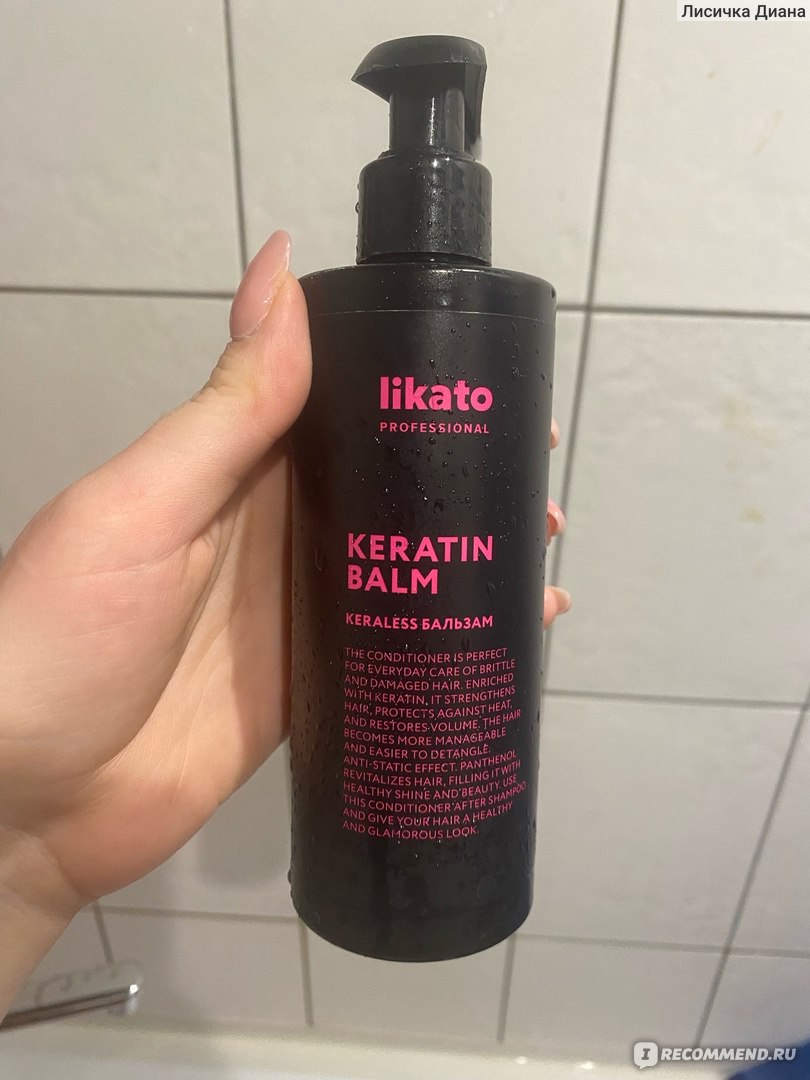 Лисичка Диана
likato
PROFESSIONAL
KERATIN
BALM
KERALESS БАЛЬЗАМ
THE CONDITIONER IS PERFECT
FOR EVERYDAY CARE OF BRITTLE
AND DAMAGED HAIR. ENRICHED
WITH KERATIN, IT STRENGTHENS
HAIR, PROTECTS AGAINST HEAT,
AND RESTORES VOLUME. THE HAIR
BECOMES MORE MANAGEABLE
AND EASIER TO DETANGLE.
ANTI-STATIC EFFECT. PANTHENOL
REVITALIZES HAIR, FILLING IT WITH
HEALTHY SHINE AND BEAUTY. USE
THIS CONDITIONER AFTER SHAMPOO
AND GIVE YOUR HAIR A HEALTHY
AND GLAMOROUS LOOK.
IRECOMMEND.RU